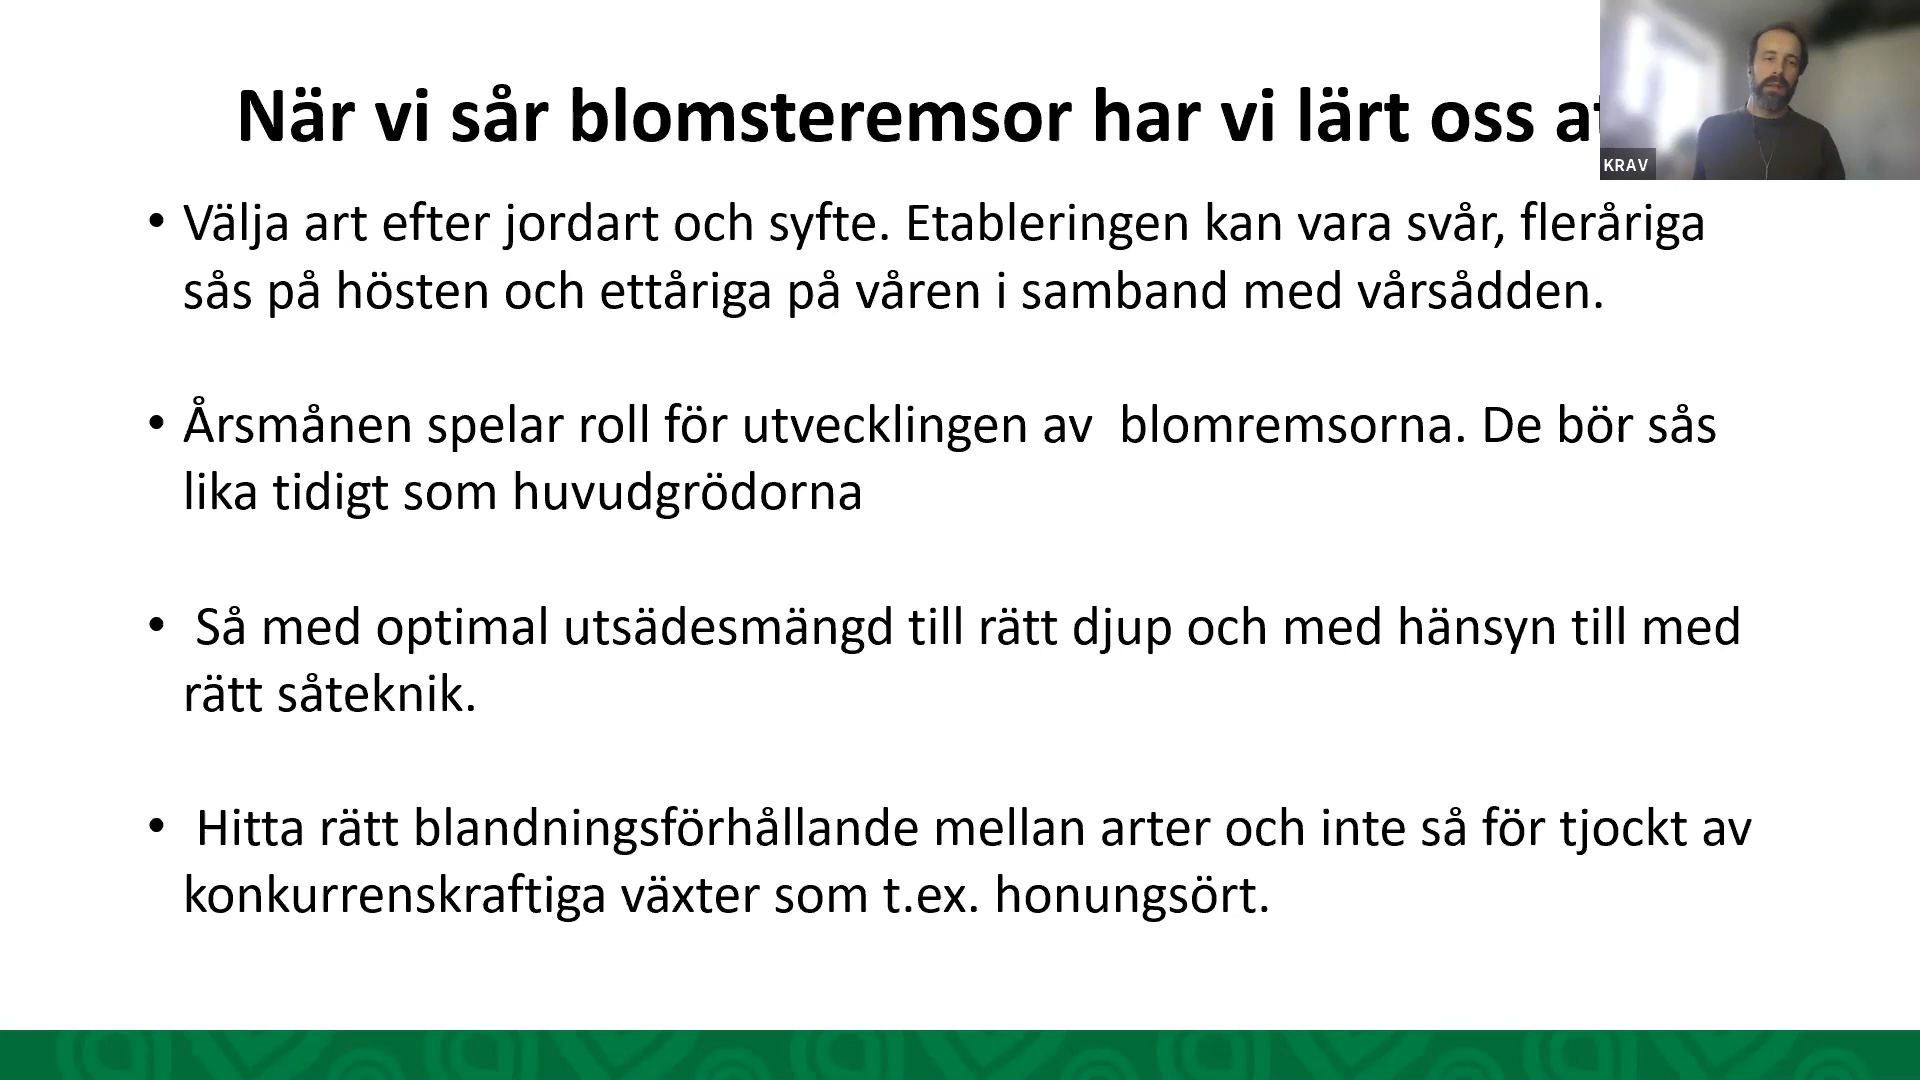 När vi sår blomsteremsor har vi lärt oss
KRAV
• Välja art efter jordart och syfte. Etableringen kan vara svår, fleråriga
sås på hösten och ettåriga på våren i samband med vårsådden.
• Årsmånen spelar roll för utvecklingen av  blomremsorna. De bör sås
lika tidigt som huvudgrödorna
• Så med optimal utsädesmängd till rätt djup och med hänsyn till med
rätt såteknik.
• Hitta rätt blandningsförhållande mellan arter och inte så för tjockt av
konkurrenskraftiga växter som t.ex. honungsört.